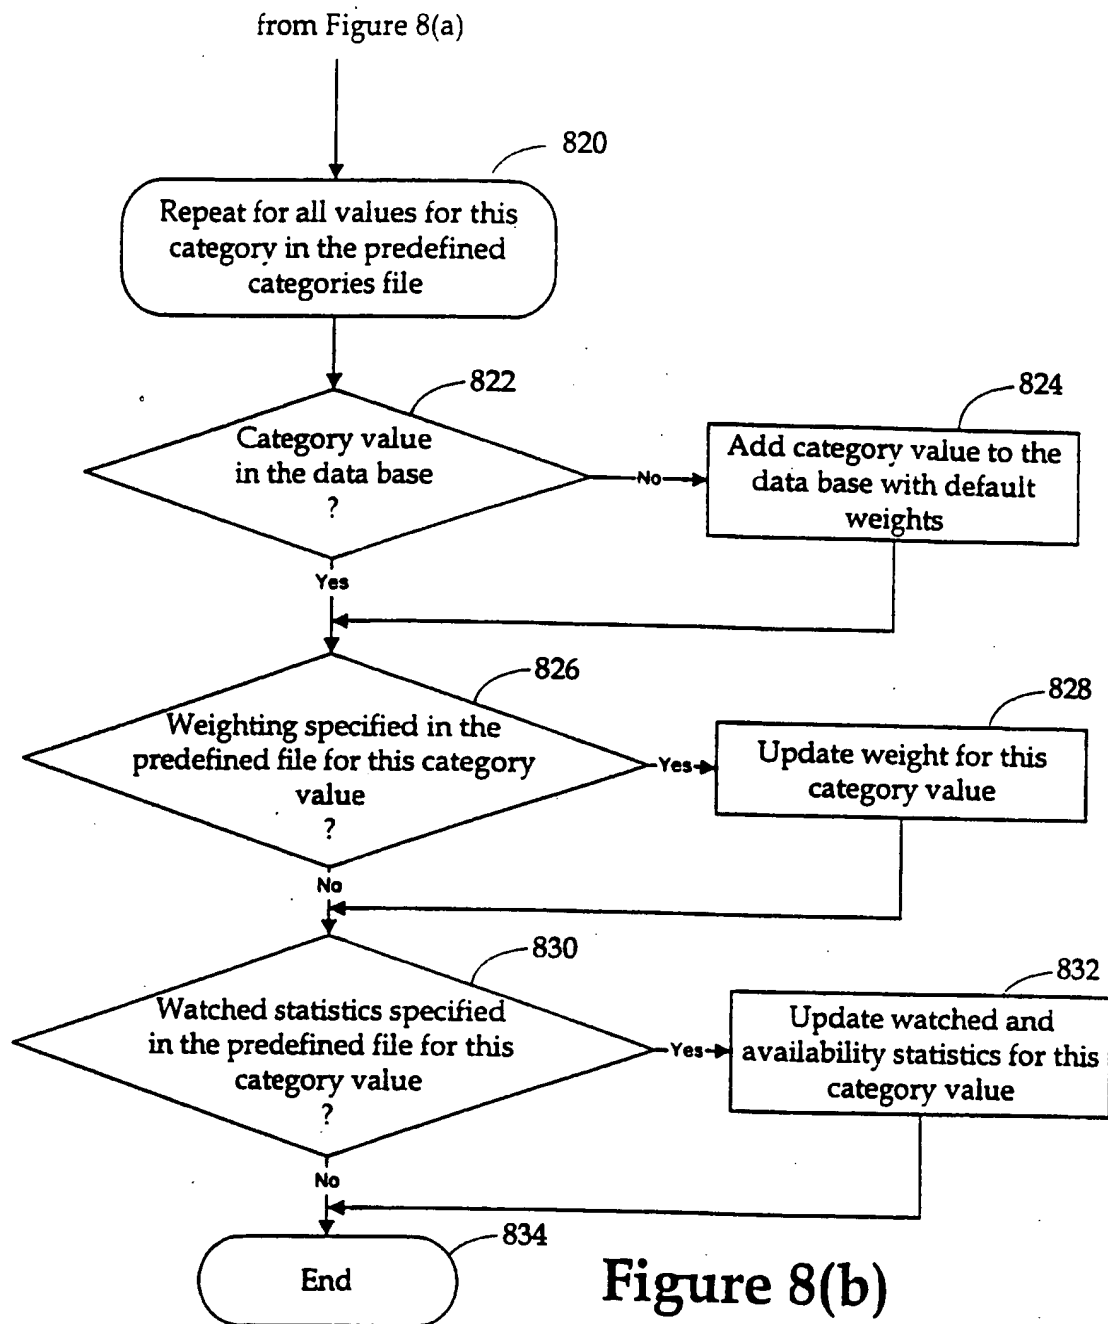 from Figure 8(a)
820
Repeat for all values for this
category in the predefined
categories file
822
Category value
in the data base
?
No
824
Add category value to the
data base with default
weights
Yes
826
Weighting specified in the
predefined file for this category
value
?
Yes
828
Update weight for this
category value
No
830
Watched statistics specified
in the predefined file for this
category value
?
Yes
832
Update watched and
availability statistics for this
category value
No
834
End
Figure 8(b)